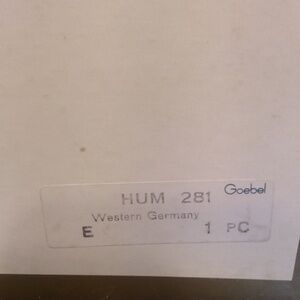 HUM 281 Goebel
Western Germany
E 1 PC